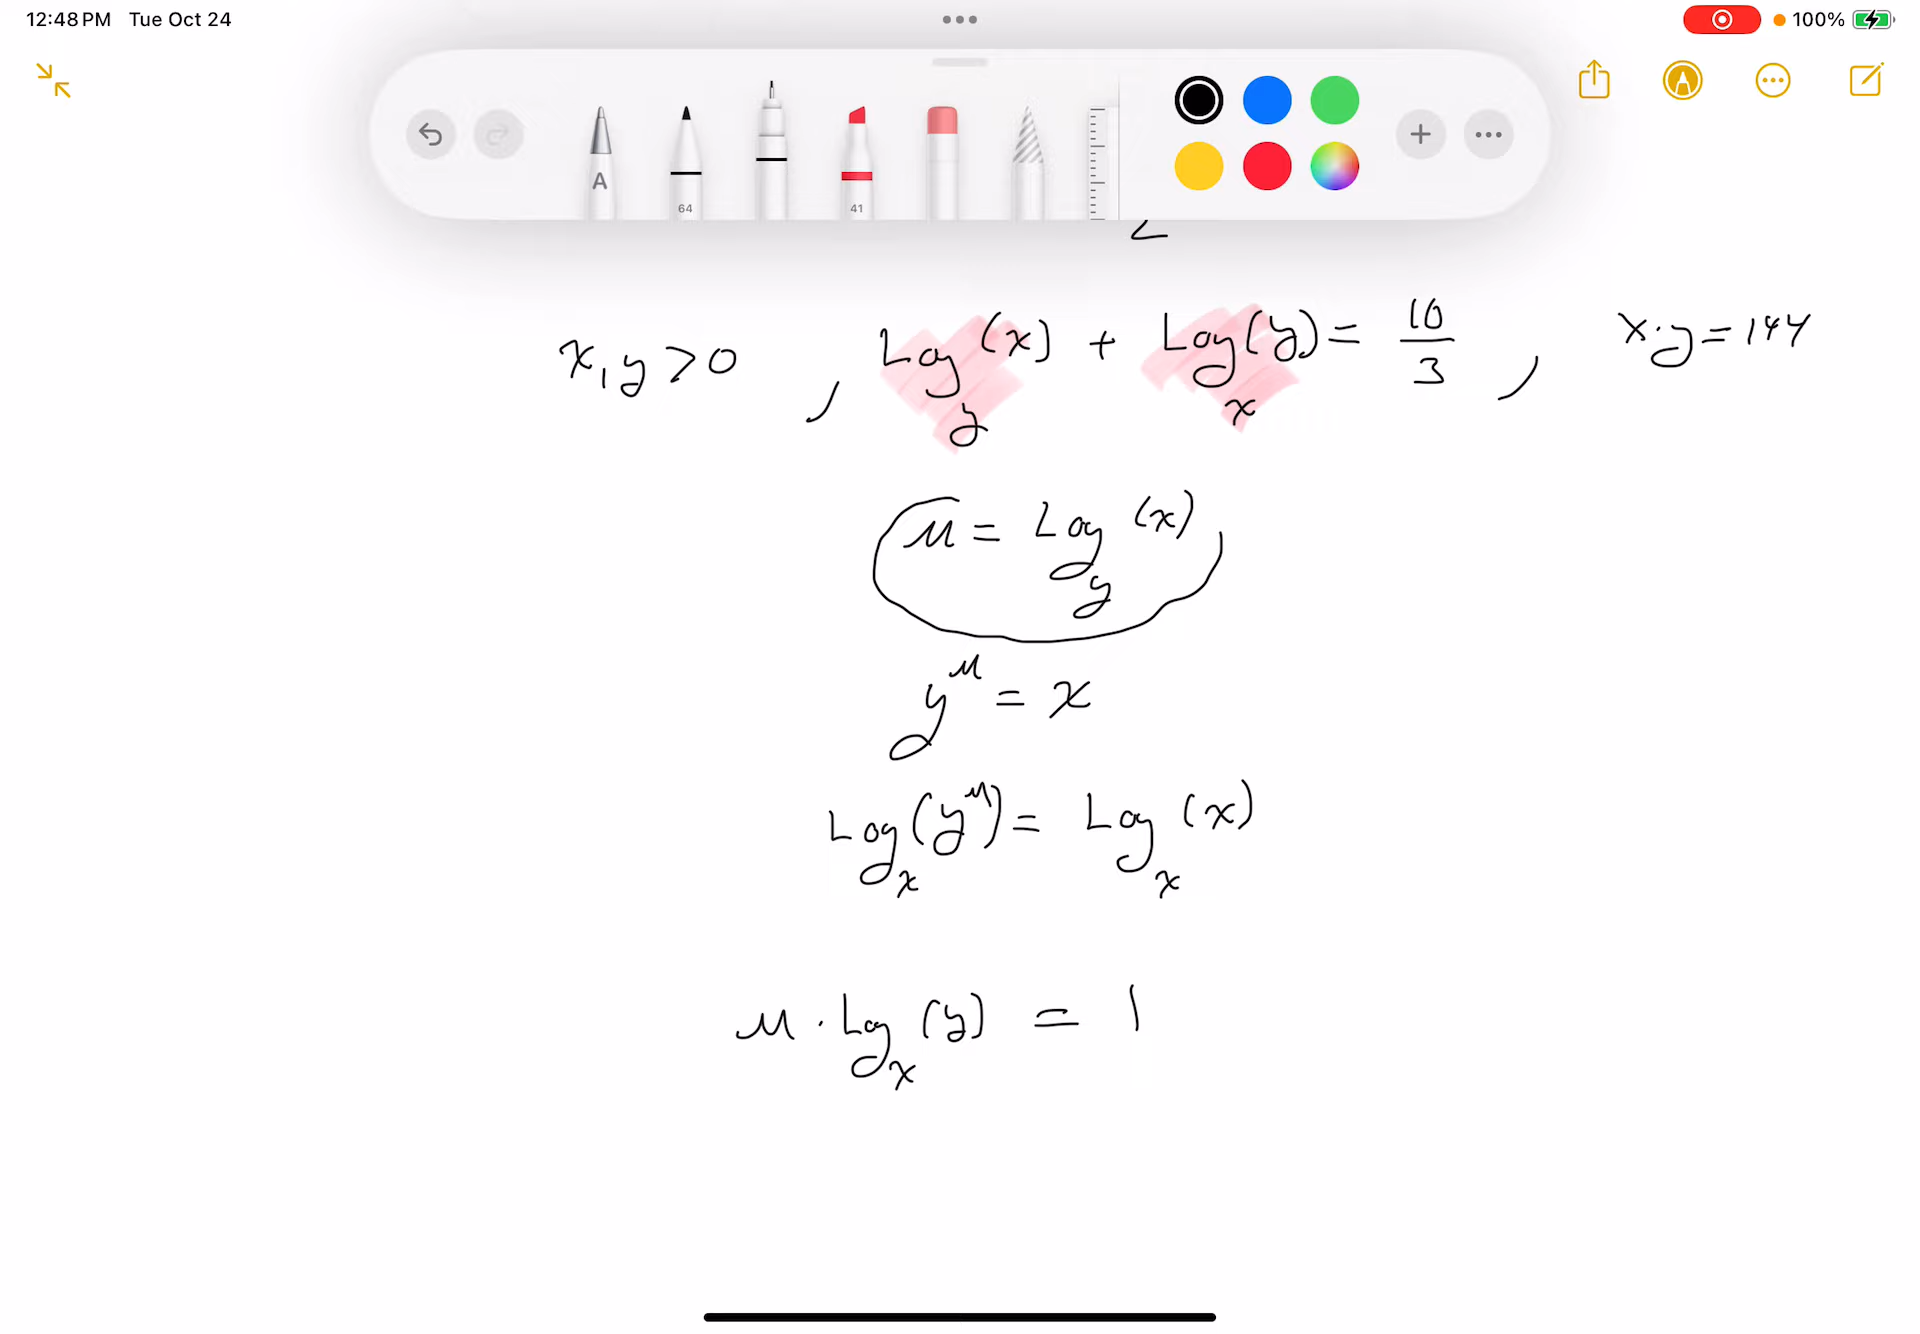 12:48 PM Tue Oct 24 100%
A 64 41
2
x, y > 0 , Log_y (x) + Log_x (y) = 10/3 , x·y = 144
u = Log_y (x)
y^u = x
Log_x (y^u) = Log_x (x)
u · Log_x (y) = 1